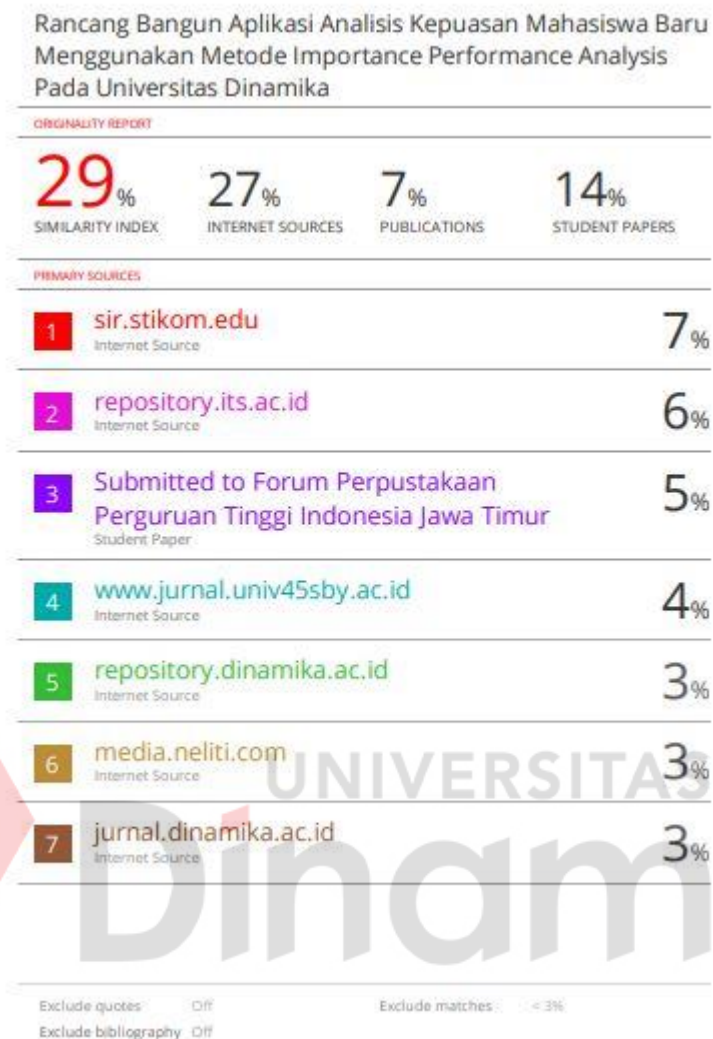 Rancang Bangun Aplikasi Analisis Kepuasan Mahasiswa Baru
Menggunakan Metode Importance Performance Analysis
Pada Universitas Dinamika
ORIGINALITY REPORT
29% 27% 7% 14%
SIMILARITY INDEX INTERNET SOURCES PUBLICATIONS STUDENT PAPERS
PRIMARY SOURCES
1 sir.stikom.edu 7%
Internet Source
2 repository.its.ac.id 6%
Internet Source
3 Submitted to Forum Perpustakaan
Perguruan Tinggi Indonesia Jawa Timur 5%
Student Paper
4 www.jurnal.univ45sby.ac.id 4%
Internet Source
5 repository.dinamika.ac.id 3%
Internet Source
6 media.neliti.com 3%
Internet Source
7 jurnal.dinamika.ac.id 3%
Internet Source
UNIVERSITAS
Dinam
Exclude quotes Off Exclude matches < 3%
Exclude bibliography Off